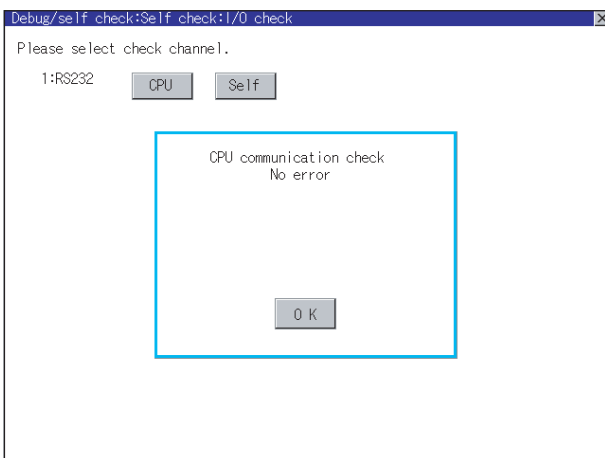 Debug/self check:Self check:I/O check
Please select check channel.
1:RS232 CPU Self
CPU communication check
No error
O K